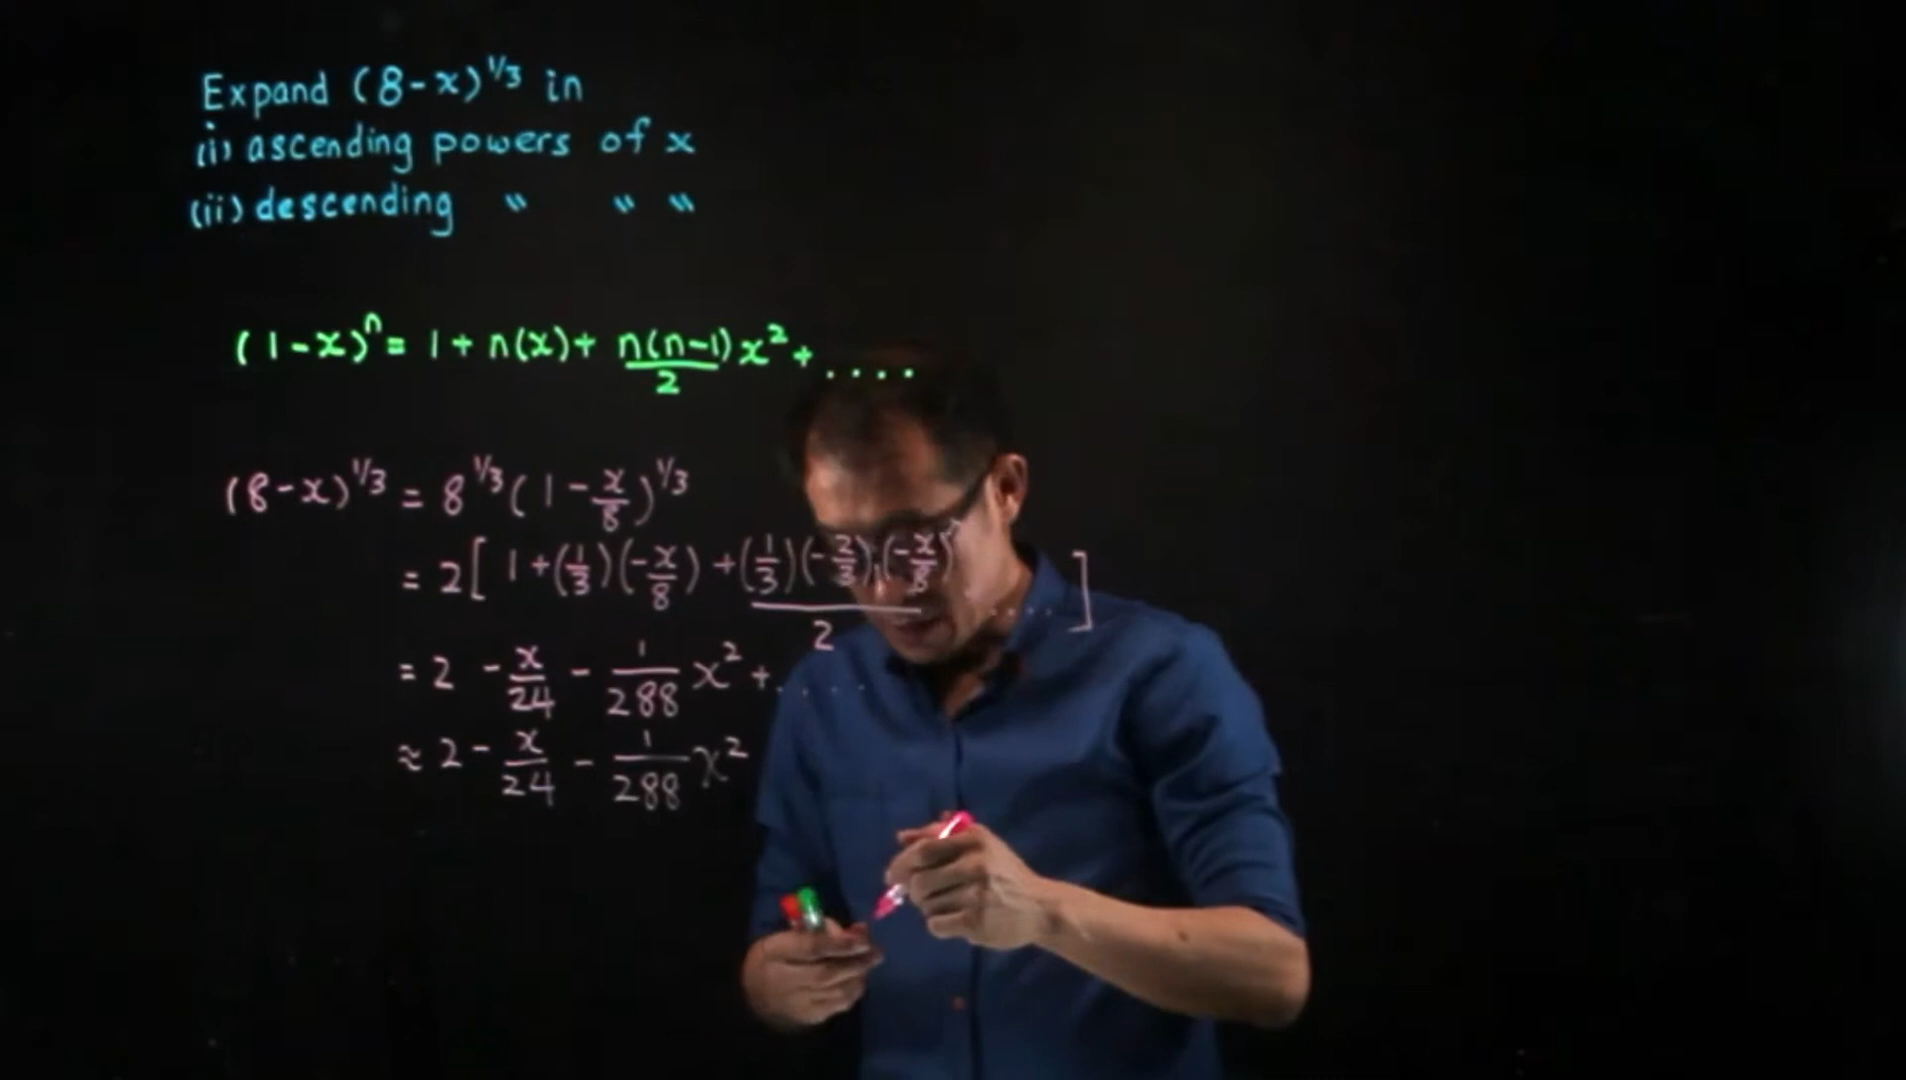 Expand (8-x)^1/3 in
(i) ascending powers of x
(ii) descending " " "
(1-x)^n = 1 + n(x) + n(n-1)/2 x^2 + ....
(8-x)^1/3 = 8^1/3 (1 - x/8)^1/3
= 2[ 1 + (1/3)(-x/8) + (1/3)(-2/3)(-x/8)^2/2 .... ]
= 2 - x/24 - 1/288 x^2 + .....
≈ 2 - x/24 - 1/288 x^2